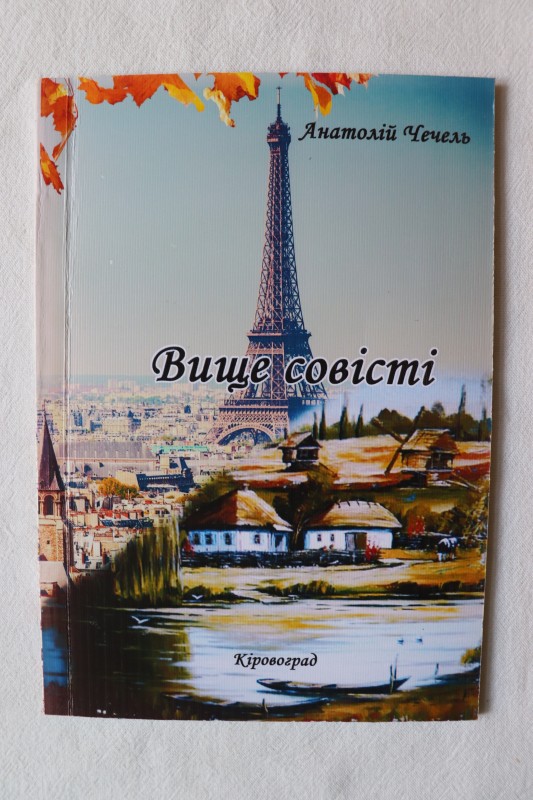 Анатолій Чечель
Вище совісті
Кіровоград